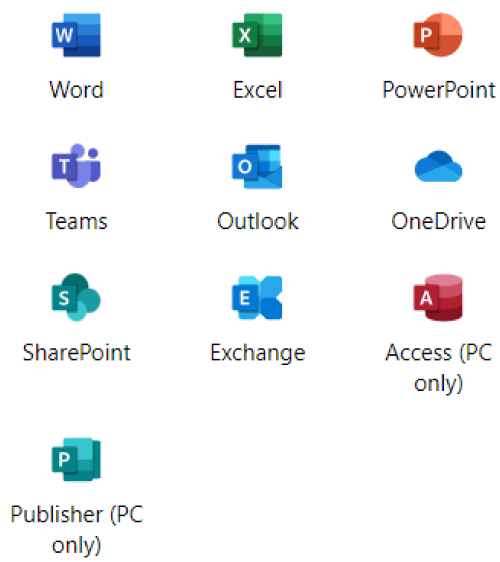 W
X
P
Word
Excel
PowerPoint
T
O
Teams
Outlook
OneDrive
S
E
A
SharePoint
Exchange
Access (PC
only)
P
Publisher (PC
only)